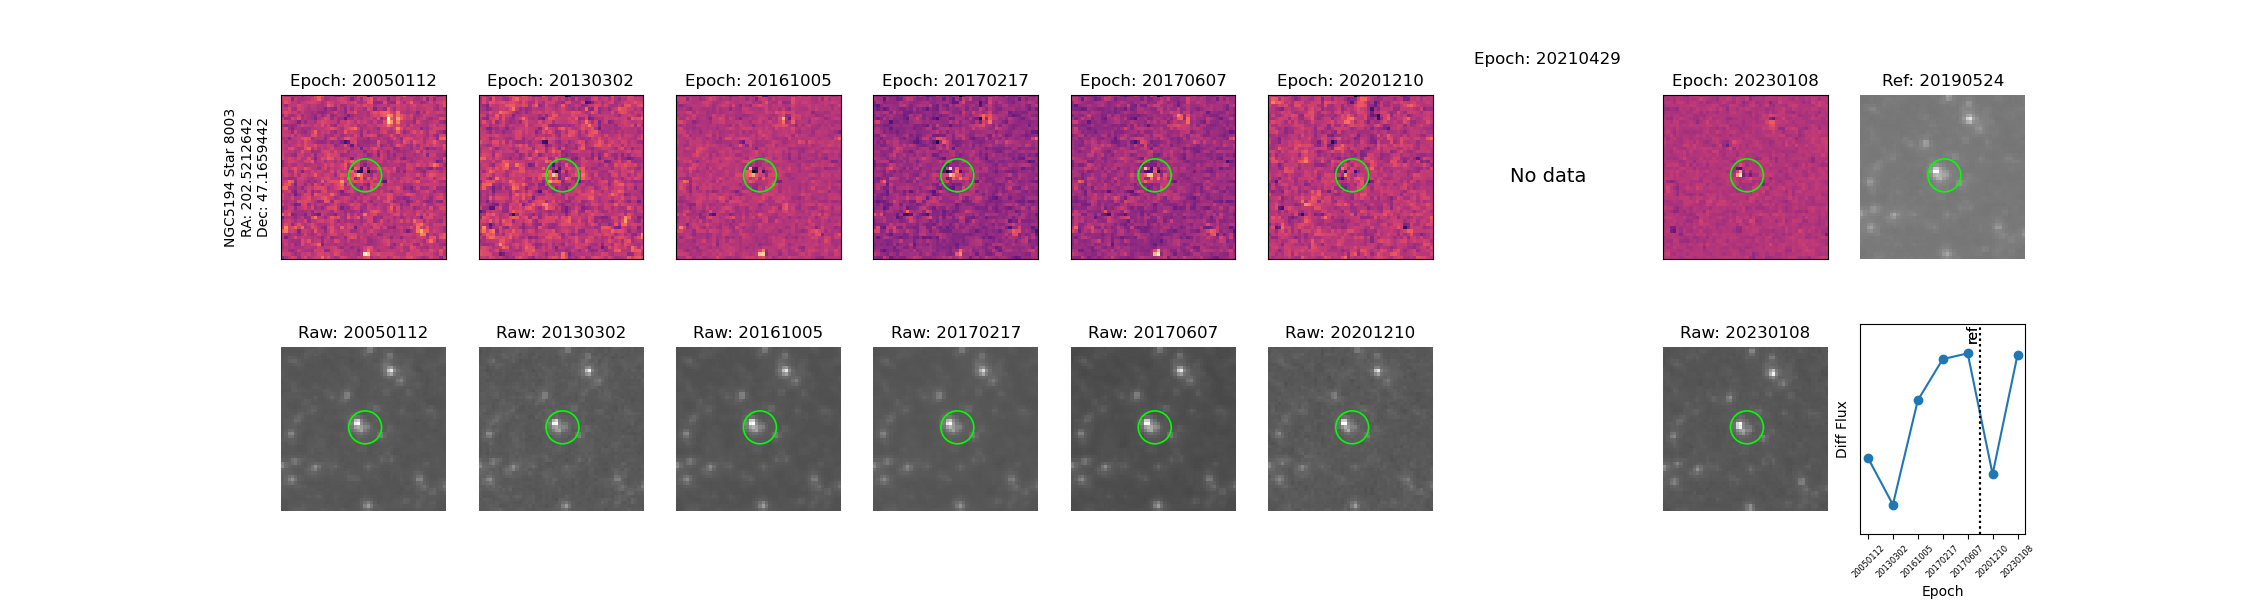 NGC5194 Star 8003
RA: 202.5212642
Dec: 47.1659442
Epoch: 20050112
Epoch: 20130302
Epoch: 20161005
Epoch: 20170217
Epoch: 20170607
Epoch: 20201210
Epoch: 20210429
No data
Epoch: 20230108
Ref: 20190524
Raw: 20050112
Raw: 20130302
Raw: 20161005
Raw: 20170217
Raw: 20170607
Raw: 20201210
Raw: 20230108
ref
Diff Flux
20050112
20130302
20161005
20170217
20170607
20201210
20230108
Epoch